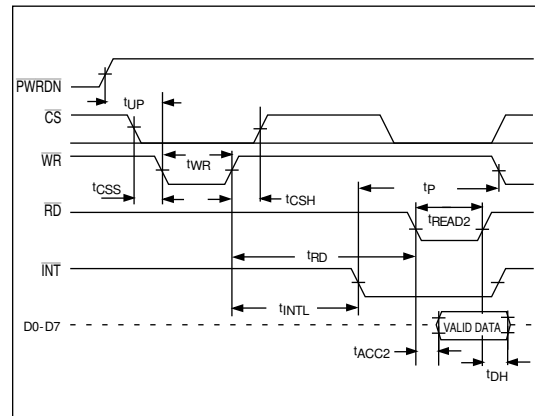 PWRDN
tUP
CS
WR
tWR
tCSS
tCSH
tP
RD
tREAD2
tRD
INT
tINTL
D0-D7
VALID DATA
tACC2
tDH